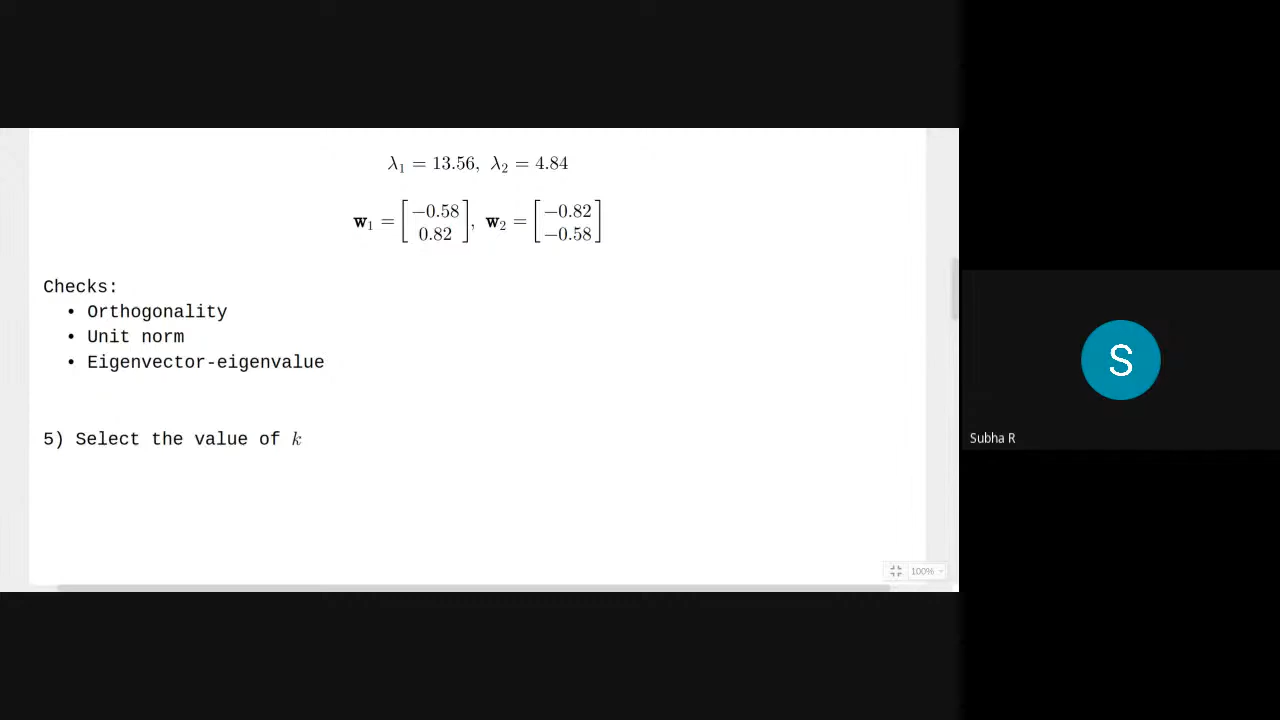 λ₁ = 13.56, λ₂ = 4.84
w₁ = [−0.58 0.82], w₂ = [−0.82 −0.58]
Checks:
• Orthogonality
• Unit norm
• Eigenvector-eigenvalue
5) Select the value of k
100%
S
Subha R